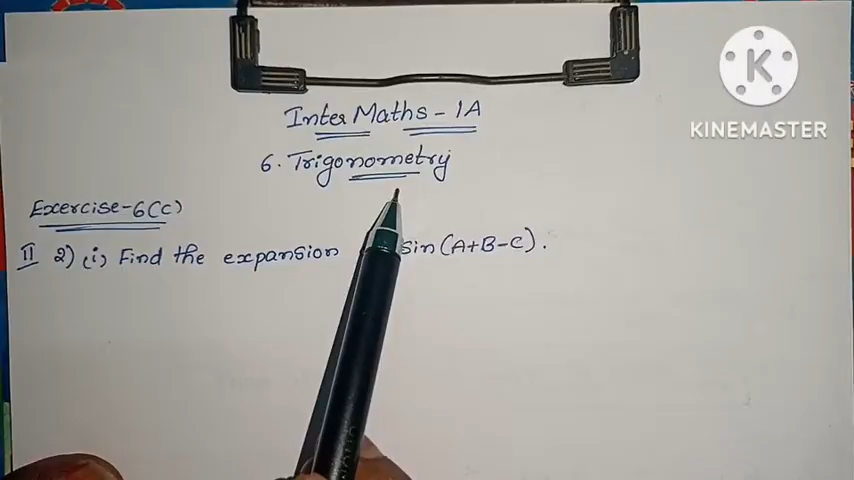 Inter Maths - 1A
6. Trigonometry
Exercise-6(c)
II 2) (i) Find the expansion sin(A+B-C).
K
KINEMASTER